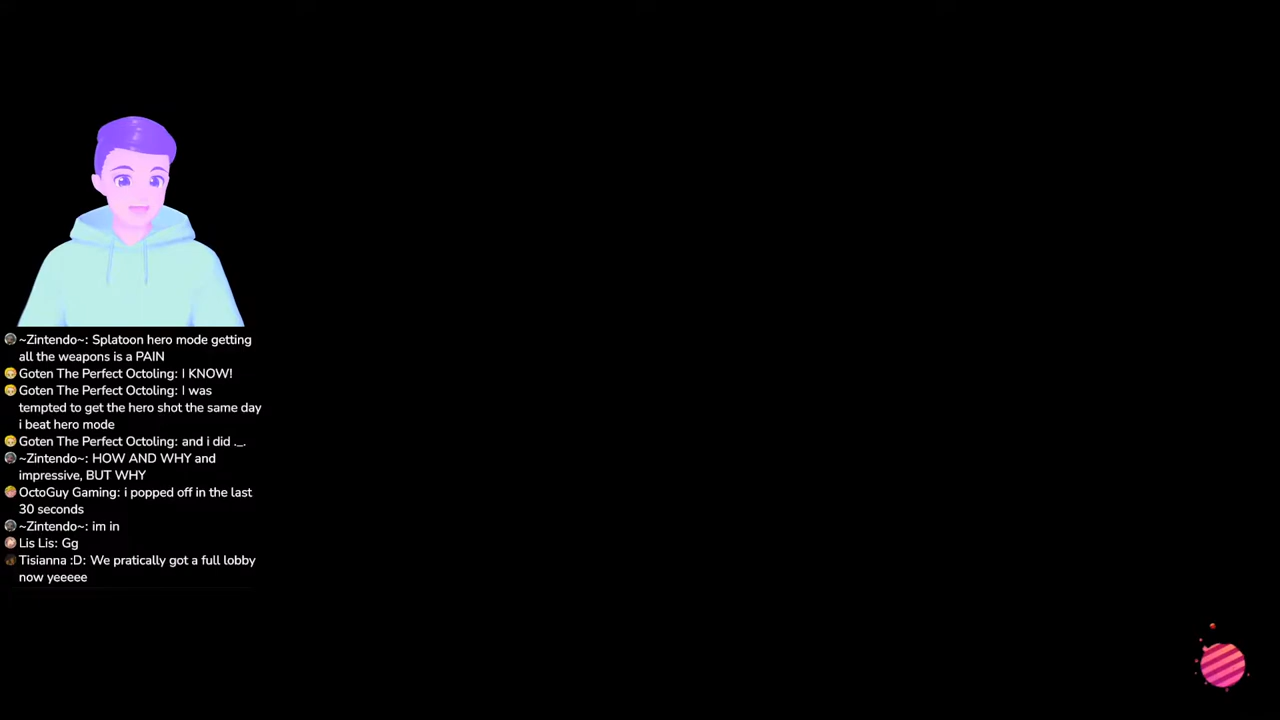 ~Zintendo~: Splatoon hero mode getting
all the weapons is a PAIN
Goten The Perfect Octoling: I KNOW!
Goten The Perfect Octoling: I was
tempted to get the hero shot the same day
i beat hero mode
Goten The Perfect Octoling: and i did ._.
~Zintendo~: HOW AND WHY and
impressive, BUT WHY
OctoGuy Gaming: i popped off in the last
30 seconds
~Zintendo~: im in
Lis Lis: Gg
Tisianna :D: We pratically got a full lobby
now yeeeee